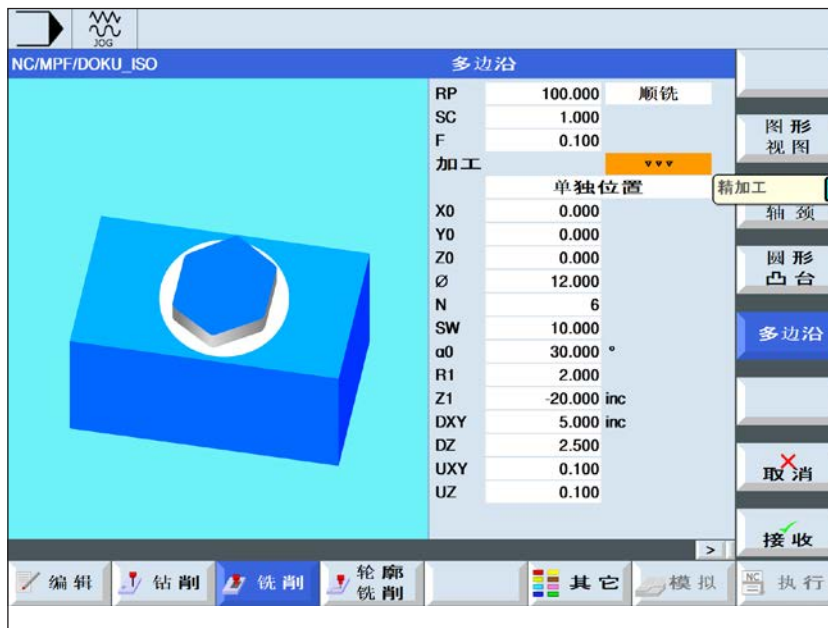 JOG
NC/MPF/DOKU_ISO
多边沿
RP 100.000 顺铣
SC 1.000
F 0.100
加工 ▿▿▿
单独位置
X0 0.000
Y0 0.000
Z0 0.000
Ø 12.000
N 6
SW 10.000
α0 30.000 °
R1 2.000
Z1 -20.000 inc
DXY 5.000 inc
DZ 2.500
UXY 0.100
UZ 0.100
图形
视图
精加工
轴颈
圆形
凸台
多边沿
取消
接收
>
编辑
钻削
铣削
轮廓
铣削
其它
模拟
NC
执行